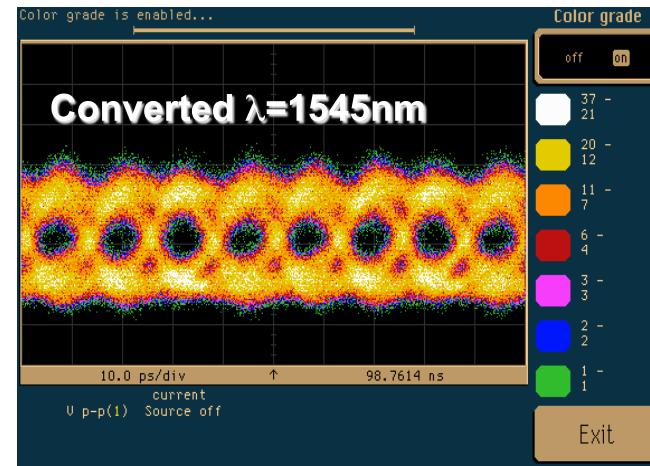 Color grade is enabled...
Color grade
off on
Converted λ=1545nm
37 -
21
20 -
12
11 -
7
6 -
4
3 -
3
2 -
2
1 -
1
10.0 ps/div ↑ 98.7614 ns
current
V p-p(1) Source off
Exit